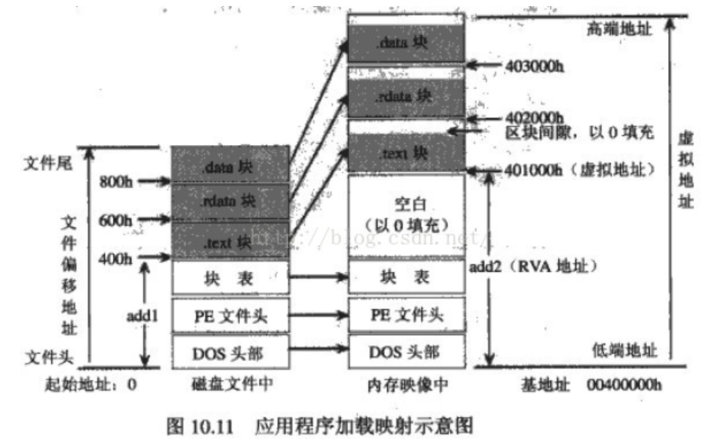 高端地址
.data 块
403000h
.rdata 块
402000h
区块间隙，以 0 填充
虚拟地址
文件尾
.data 块
.text 块
401000h（虚拟地址）
800h
.rdata 块
空白
（以 0 填充）
600h
文件偏移地址
.text 块
http://blog.csdn.net/
400h
块 表
块 表
add2（RVA 地址）
add1
PE 文件头
PE 文件头
文件头
DOS 头部
DOS 头部
低端地址
起始地址：0
磁盘文件中
内存映像中
基地址 00400000h
图 10.11 应用程序加载映射示意图